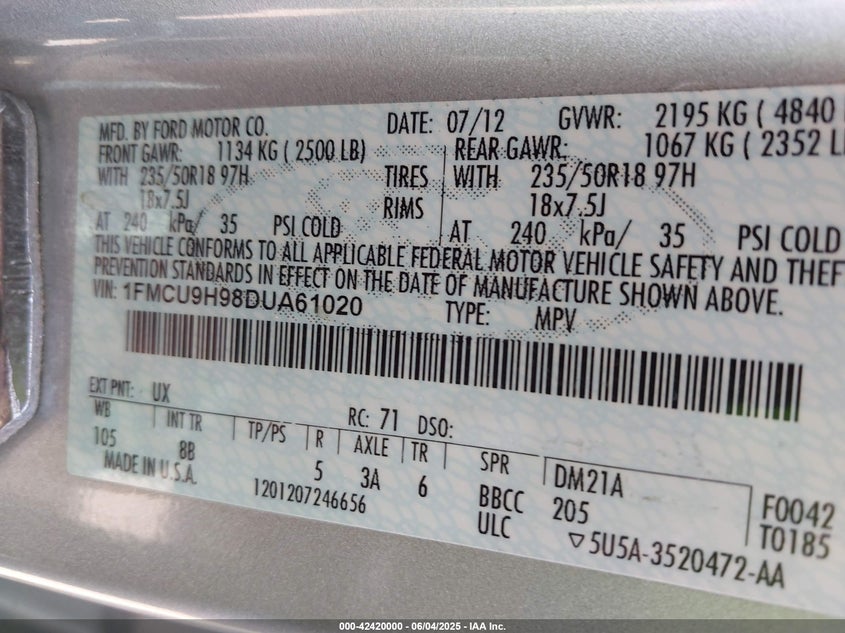 MFD. BY FORD MOTOR CO. DATE: 07/12 GVWR: 2195 KG ( 4840
FRONT GAWR: 1134 KG ( 2500 LB) REAR GAWR: 1067 KG ( 2352
WITH 235/50R18 97H TIRES WITH 235/50R18 97H
18x7.5J RIMS 18x7.5J
AT 240 kPa/ 35 PSI COLD AT 240 kPa/ 35 PSI COLD
THIS VEHICLE CONFORMS TO ALL APPLICABLE FEDERAL MOTOR VEHICLE SAFETY AND THEFT
PREVENTION STANDARDS IN EFFECT ON THE DATE OF MANUFACTURE SHOWN ABOVE.
VIN: 1FMCU9H98DUA61020 TYPE: MPV
EXT PNT: UX RC: 71 DSO:
WB INT TR TP/PS R AXLE TR SPR DM21A
105 8B 5 3A 6 BBCC 205 F0042
MADE IN U.S.A. 1201207246656 ULC T0185
▽5U5A-3520472-AA
000-42420000 - 06/04/2025 - IAA Inc.